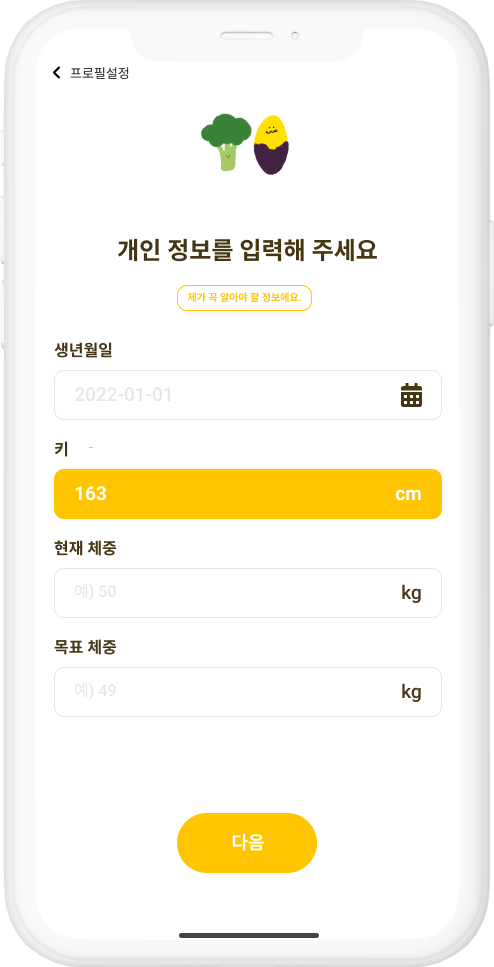 프로필설정
개인 정보를 입력해 주세요
제가 꼭 알아야 할 정보에요.
생년월일
2022-01-01
키 -
163 cm
현재 체중
예) 50 kg
목표 체중
예) 49 kg
다음